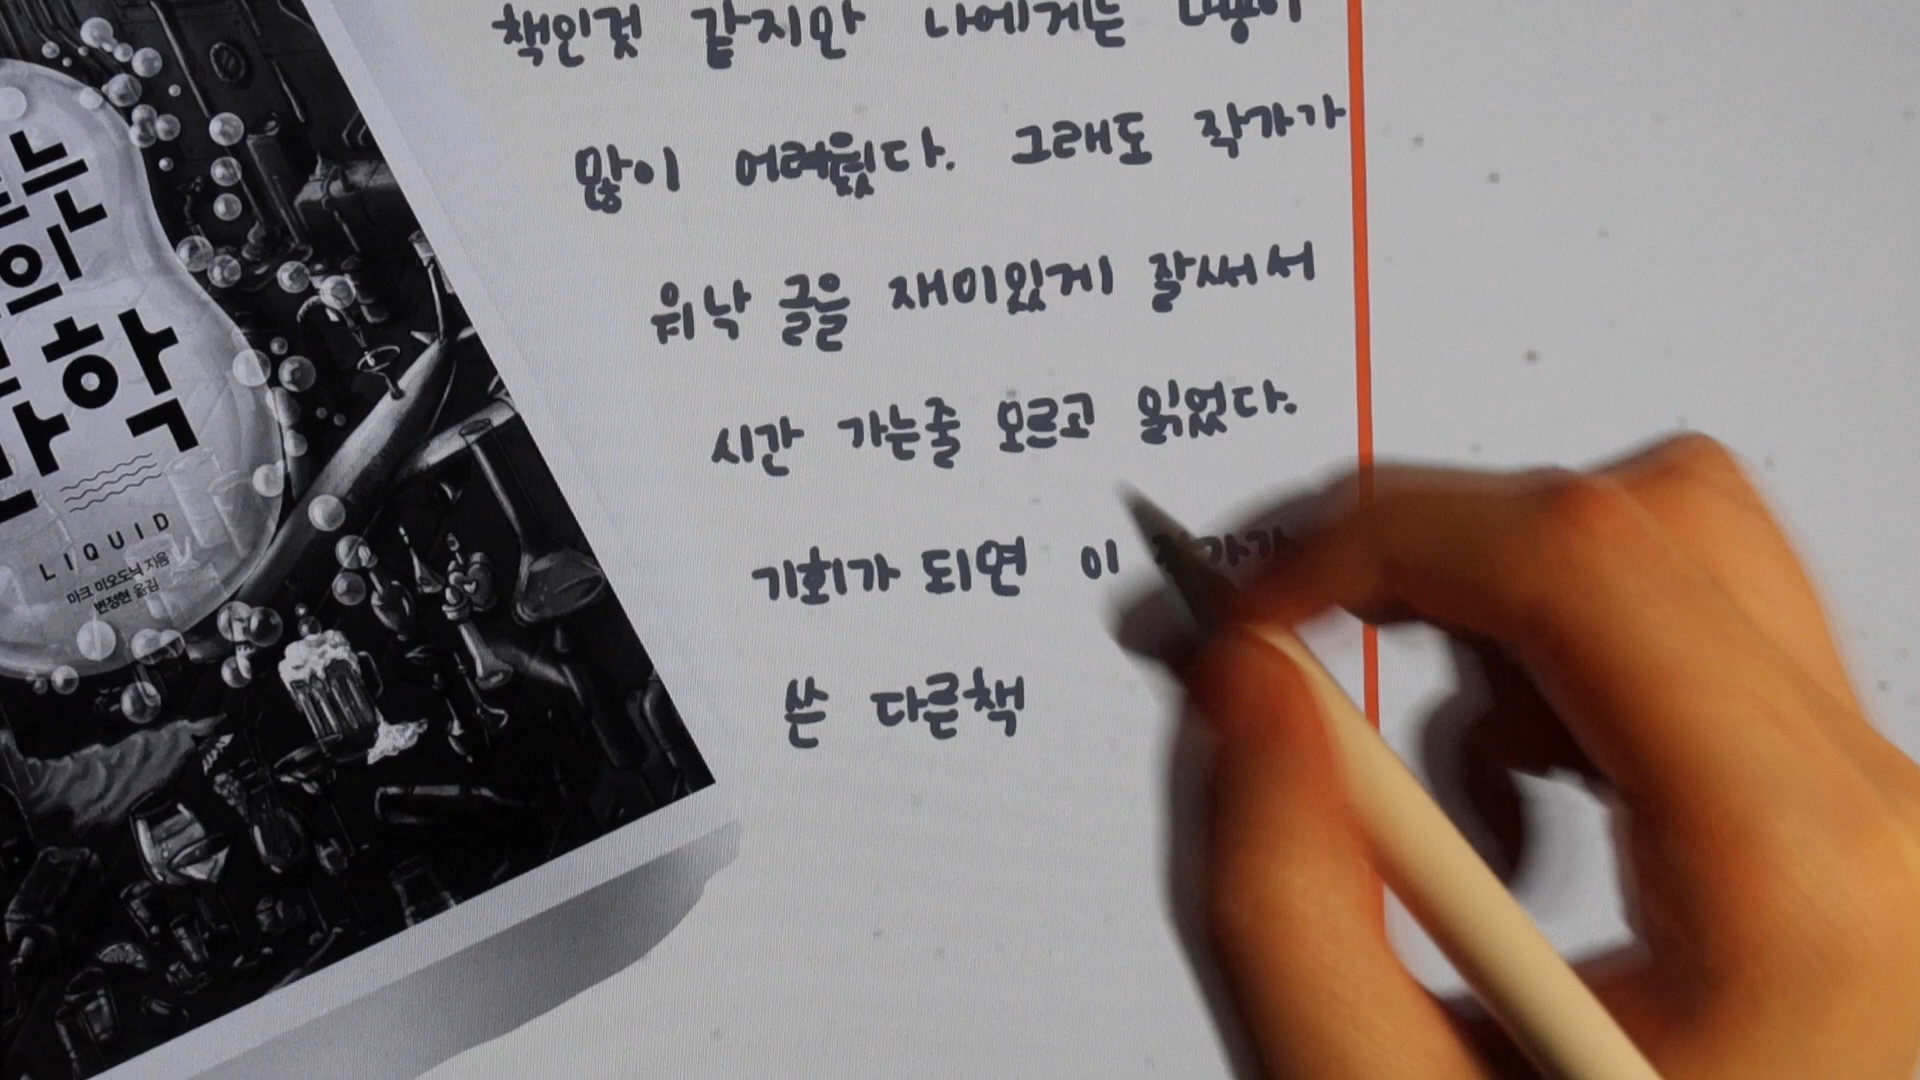 는
의
학
LIQUID
마크 미오도닉 지음
변정현 옮김
책인것 같지만 나에게는
많이 어려웠다. 그래도 작가가
워낙 글을 재미있게 잘써서
시간 가는줄 모르고 읽었다.
기회가 되면 이
쓴 다른책